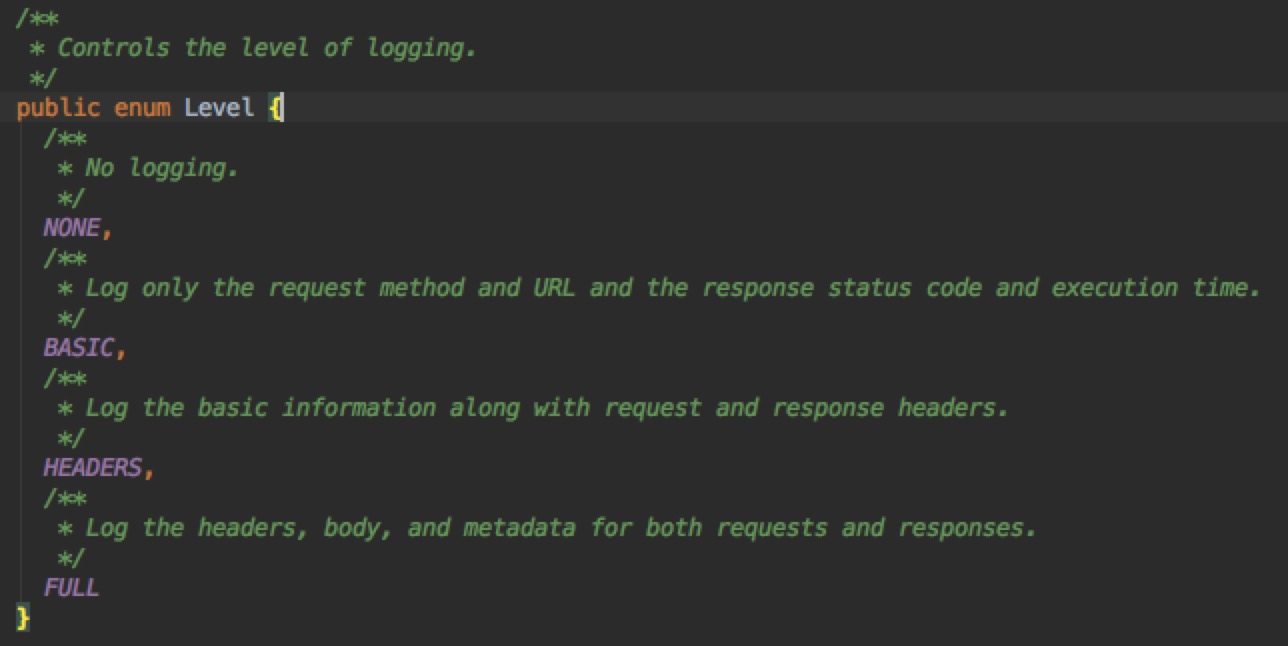 /**
 * Controls the level of logging.
 */
public enum Level {
  /**
   * No logging.
   */
  NONE,
  /**
   * Log only the request method and URL and the response status code and execution time.
   */
  BASIC,
  /**
   * Log the basic information along with request and response headers.
   */
  HEADERS,
  /**
   * Log the headers, body, and metadata for both requests and responses.
   */
  FULL
}